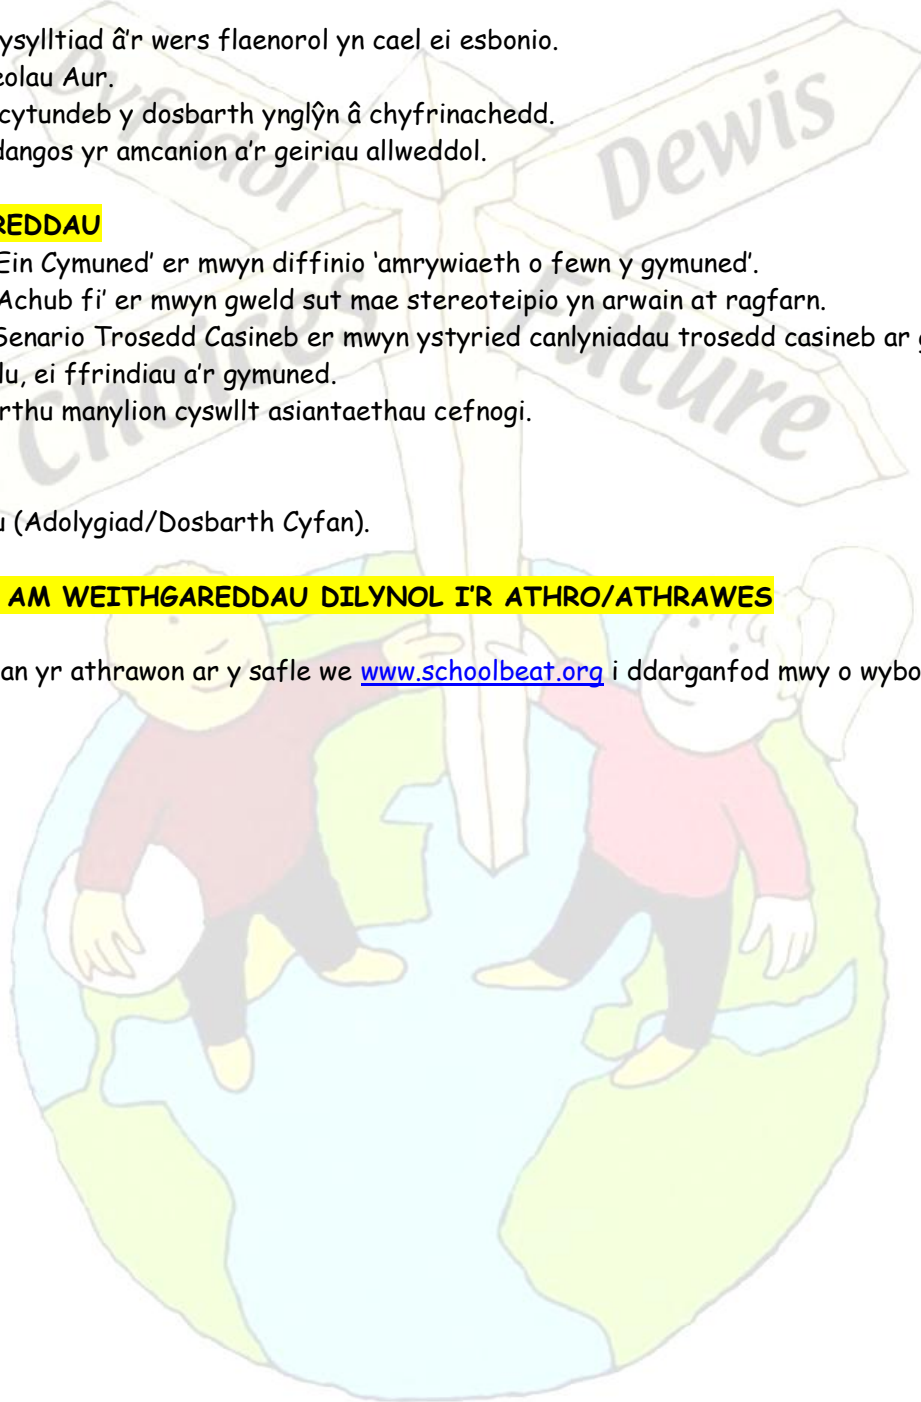 ysylltiad â'r wers flaenorol yn cael ei esbonio.
eolau Aur.
cytundeb y dosbarth ynglŷn â chyfrinachedd.
dangos yr amcanion a'r geiriau allweddol.
REDDAU
Ein Cymuned' er mwyn diffinio 'amrywiaeth o fewn y gymuned'.
Achub fi' er mwyn gweld sut mae stereoteipio yn arwain at ragfarn.
Senario Trosedd Casineb er mwyn ystyried canlyniadau trosedd casineb ar g
lu, ei ffrindiau a'r gymuned.
rthu manylion cyswllt asiantaethau cefnogi.
u (Adolygiad/Dosbarth Cyfan).
AM WEITHGAREDDAU DILYNOL I'R ATHRO/ATHRAWES
an yr athrawon ar y safle we www.schoolbeat.org i ddarganfod mwy o wybo
Dyfodol
Dewis
Choices
Future